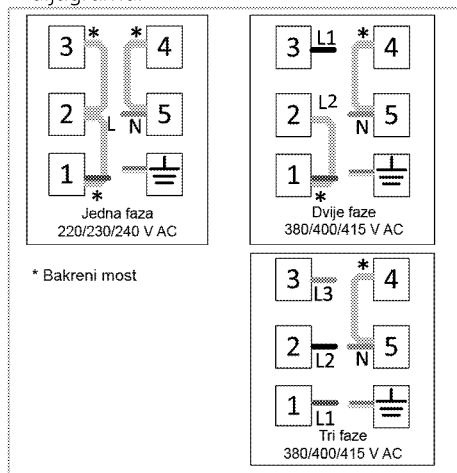 3 * * 4
2 L N 5
1 *
Jedna faza
220/230/240 V AC
3 L1 * 4
2 L2 N 5
1 *
Dvije faze
380/400/415 V AC
* Bakreni most
3 L3 * 4
2 L2 N 5
1 L1
Tri faze
380/400/415 V AC